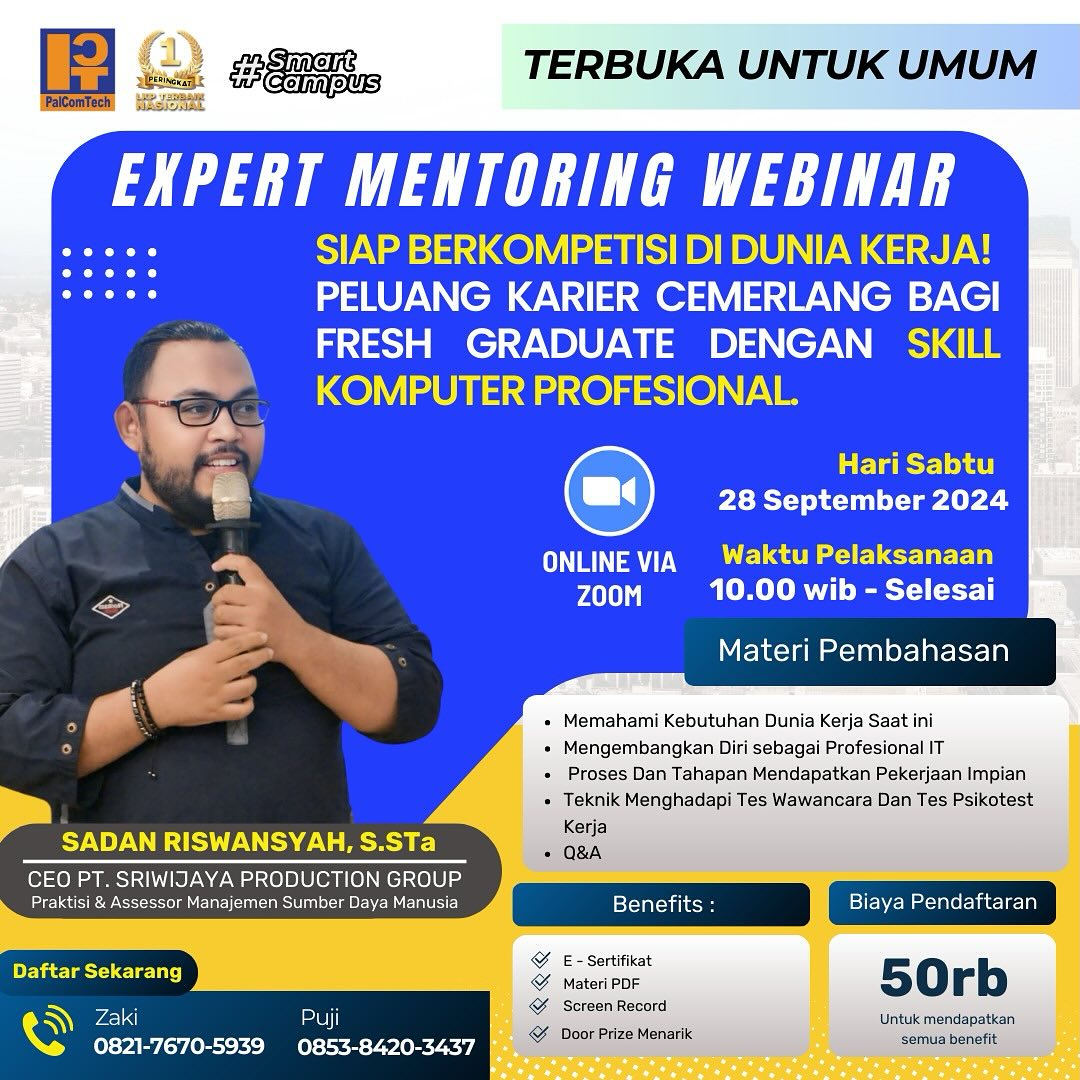 PalComTech
1
PERINGKAT
LKP TERBAIK
NASIONAL
#Smart
Campus
TERBUKA UNTUK UMUM
EXPERT MENTORING WEBINAR
SIAP BERKOMPETISI DI DUNIA KERJA!
PELUANG KARIER CEMERLANG BAGI
FRESH GRADUATE DENGAN SKILL
KOMPUTER PROFESIONAL.
ONLINE VIA
ZOOM
Hari Sabtu
28 September 2024
Waktu Pelaksanaan
10.00 wib - Selesai
Materi Pembahasan
• Memahami Kebutuhan Dunia Kerja Saat ini
• Mengembangkan Diri sebagai Profesional IT
• Proses Dan Tahapan Mendapatkan Pekerjaan Impian
• Teknik Menghadapi Tes Wawancara Dan Tes Psikotest
Kerja
• Q&A
SADAN RISWANSYAH, S.STa
CEO PT. SRIWIJAYA PRODUCTION GROUP
Praktisi & Assessor Manajemen Sumber Daya Manusia
Benefits :
E - Sertifikat
Materi PDF
Screen Record
Door Prize Menarik
Biaya Pendaftaran
50rb
Untuk mendapatkan
semua benefit
Daftar Sekarang
Zaki
0821-7670-5939
Puji
0853-8420-3437